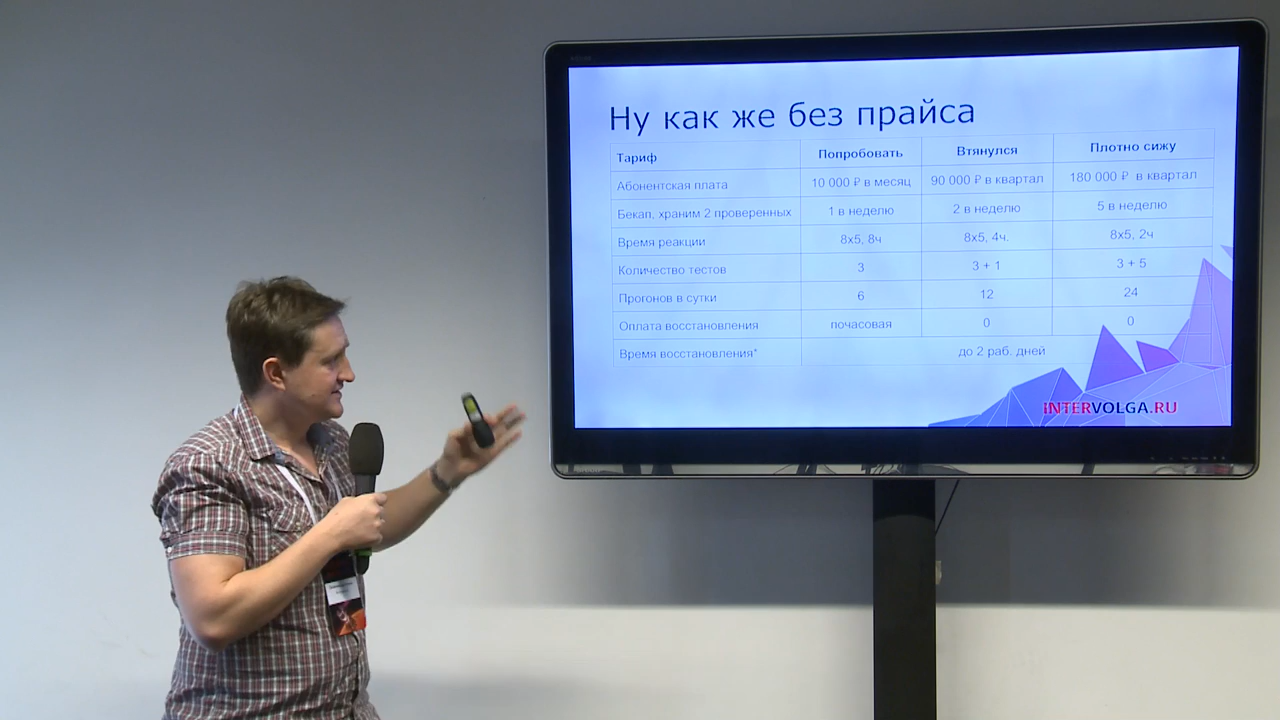 Ну как же без прайса
Тариф Попробовать Втянулся Плотно сижу
Абонентская плата 10 000 ₽ в месяц 90 000 ₽ в квартал 180 000 ₽ в квартал
Бекап, храним 2 проверенных 1 в неделю 2 в неделю 5 в неделю
Время реакции 8х5, 8ч 8х5, 4ч. 8х5, 2ч
Количество тестов 3 3 + 1 3 + 5
Прогонов в сутки 6 12 24
Оплата восстановления почасовая 0 0
Время восстановления* до 2 раб. дней
INTERVOLGA.RU